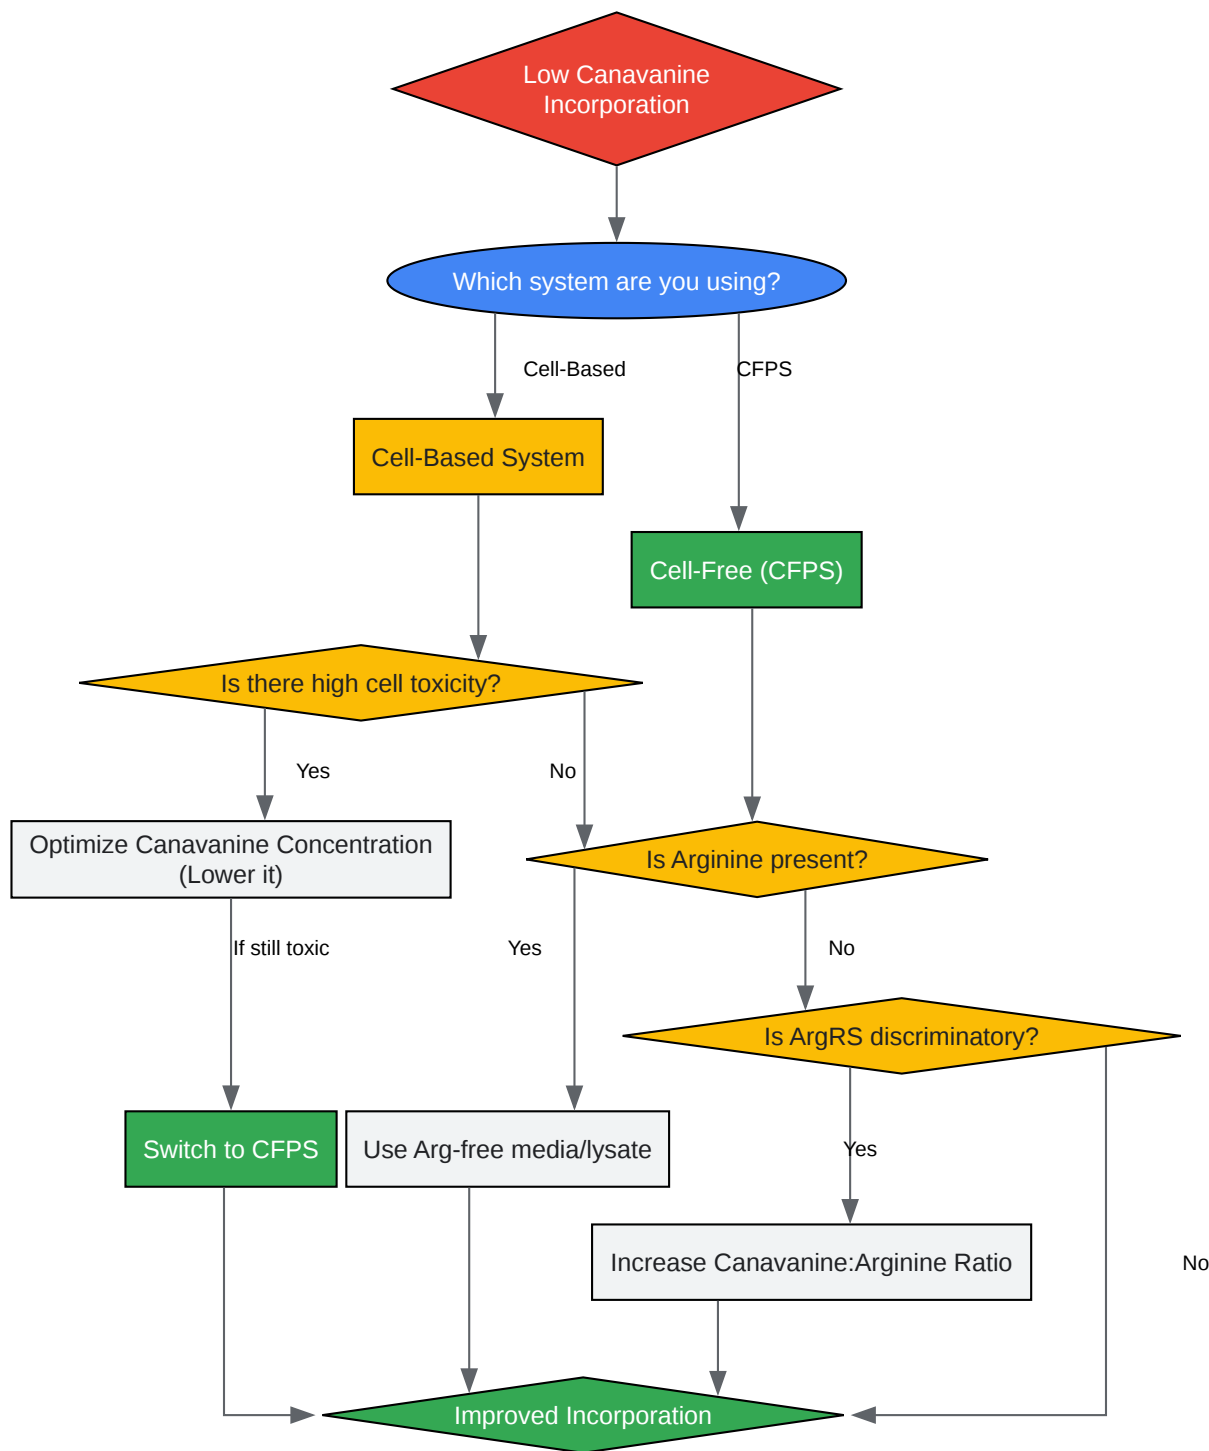 Low Canavanine
Incorporation
Which system are you using?
Cell-Based
CFPS
Cell-Based System
Cell-Free (CFPS)
Is there high cell toxicity?
Yes
No
Optimize Canavanine Concentration
(Lower it)
Is Arginine present?
If still toxic
Yes
No
Is ArgRS discriminatory?
Switch to CFPS
Use Arg-free media/lysate
Yes
Increase Canavanine:Arginine Ratio
No
Improved Incorporation